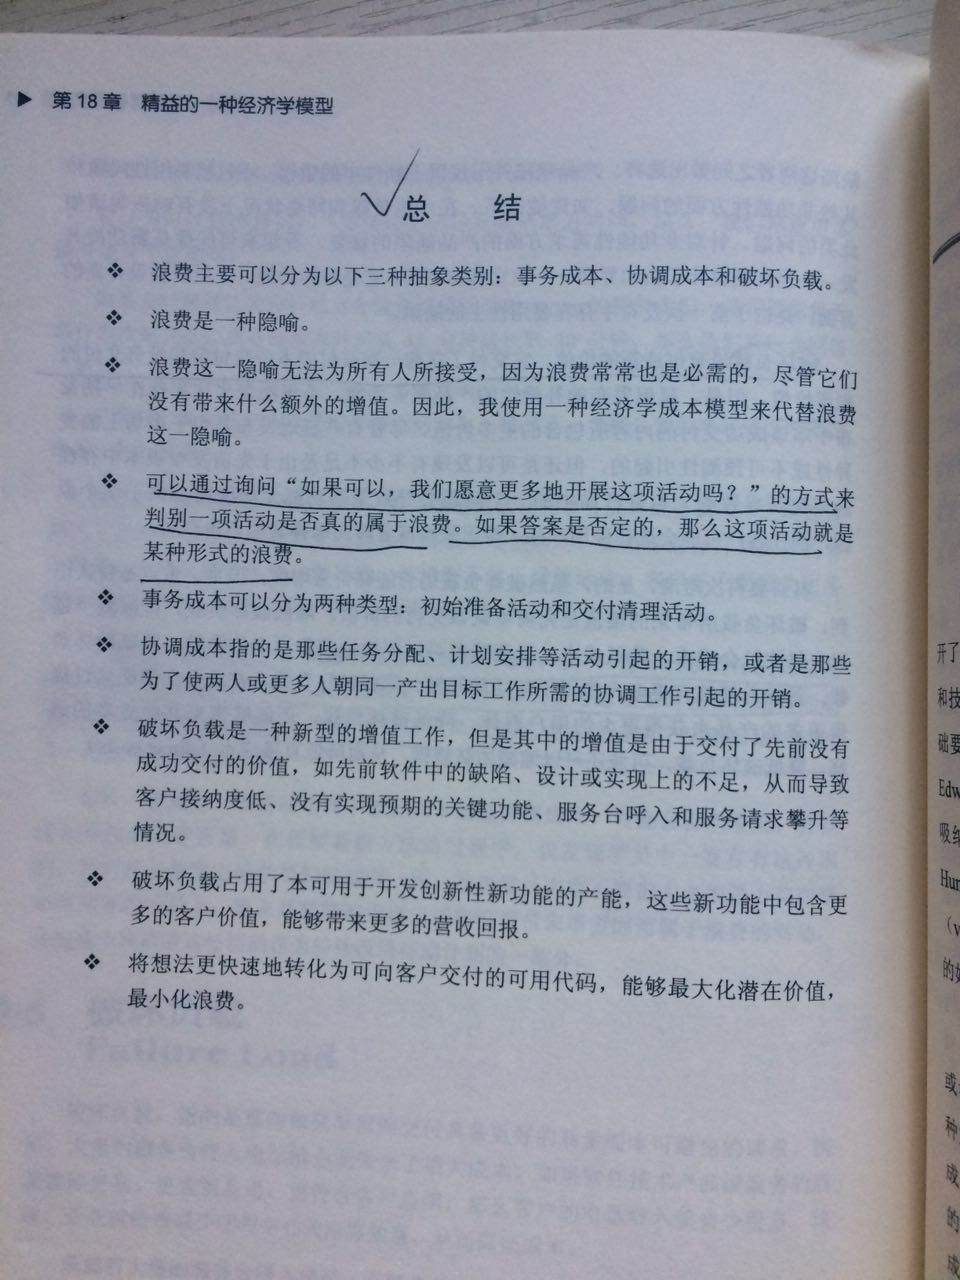 ▶ 第18章 精益的一种经济学模型
总 结
❖ 浪费主要可以分为以下三种抽象类别：事务成本、协调成本和破坏负载。
❖ 浪费是一种隐喻。
❖ 浪费这一隐喻无法为所有人所接受，因为浪费常常也是必需的，尽管它们
没有带来什么额外的增值。因此，我使用一种经济学成本模型来代替浪费
这一隐喻。
❖ 可以通过询问“如果可以，我们愿意更多地开展这项活动吗？”的方式来
判别一项活动是否真的属于浪费。如果答案是否定的，那么这项活动就是
某种形式的浪费。
❖ 事务成本可以分为两种类型：初始准备活动和交付清理活动。
❖ 协调成本指的是那些任务分配、计划安排等活动引起的开销，或者是那些
为了使两人或更多人朝同一产出目标工作所需的协调工作引起的开销。
❖ 破坏负载是一种新型的增值工作，但是其中的增值是由于交付了先前没有
成功交付的价值，如先前软件中的缺陷、设计或实现上的不足，从而导致
客户接纳度低、没有实现预期的关键功能、服务台呼入和服务请求攀升等
情况。
❖ 破坏负载占用了本可用于开发创新性新功能的产能，这些新功能中包含更
多的客户价值，能够带来更多的营收回报。
❖ 将想法更快速地转化为可向客户交付的可用代码，能够最大化潜在价值，
最小化浪费。
开了
和技
础要
Edw
吸纳
Hun
（v
的如
或
种
成
的
成